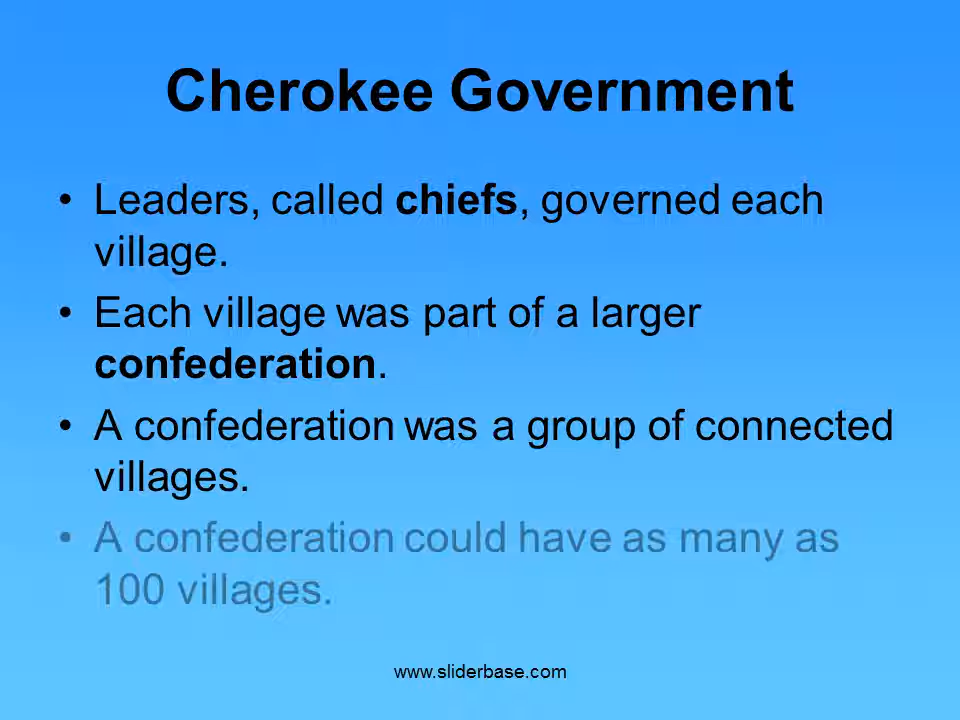 Cherokee Government
• Leaders, called chiefs, governed each
village.
• Each village was part of a larger
confederation.
• A confederation was a group of connected
villages.
• A confederation could have as many as
100 villages.
www.sliderbase.com